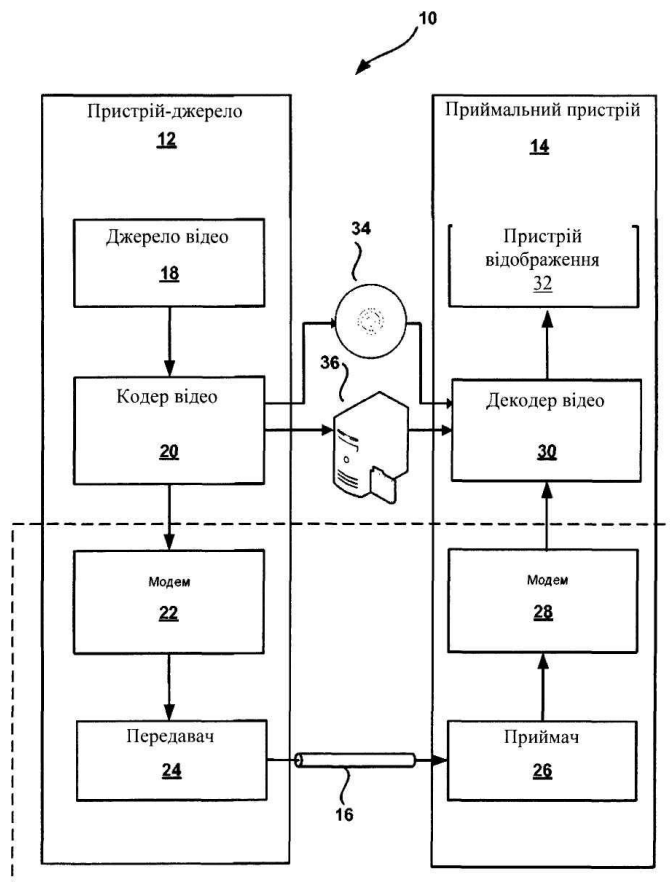 10
Пристрій-джерело
12
Приймальний пристрій
14
Джерело відео
18
34
Пристрій
відображення
32
36
Кодер відео
20
Декодер відео
30
Модем
22
Модем
28
Передавач
24
16
Приймач
26